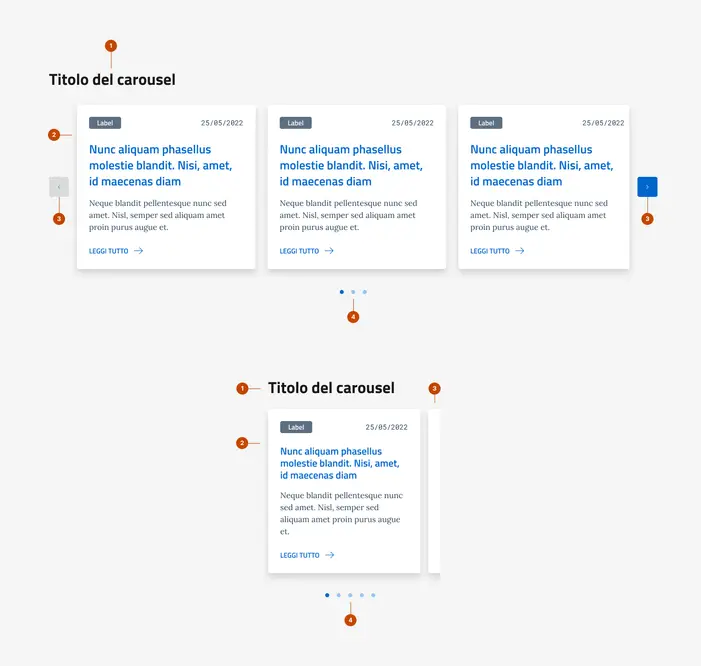 1
Titolo del carousel
2
Label 25/05/2022
Nunc aliquam phasellus
molestie blandit. Nisi, amet,
id maecenas diam
Neque blandit pellentesque nunc sed
amet. Nisl, semper sed aliquam amet
proin purus augue et.
LEGGI TUTTO
Label 25/05/2022
Nunc aliquam phasellus
molestie blandit. Nisi, amet,
id maecenas diam
Neque blandit pellentesque nunc sed
amet. Nisl, semper sed aliquam amet
proin purus augue et.
LEGGI TUTTO
Label 25/05/2022
Nunc aliquam phasellus
molestie blandit. Nisi, amet,
id maecenas diam
Neque blandit pellentesque nunc sed
amet. Nisl, semper sed aliquam amet
proin purus augue et.
LEGGI TUTTO
3
3
4
1
Titolo del carousel
3
2
Label 25/05/2022
Nunc aliquam phasellus
molestie blandit. Nisi, amet,
id maecenas diam
Neque blandit pellentesque nunc
sed amet. Nisl, semper sed
aliquam amet proin purus augue
et.
LEGGI TUTTO
4